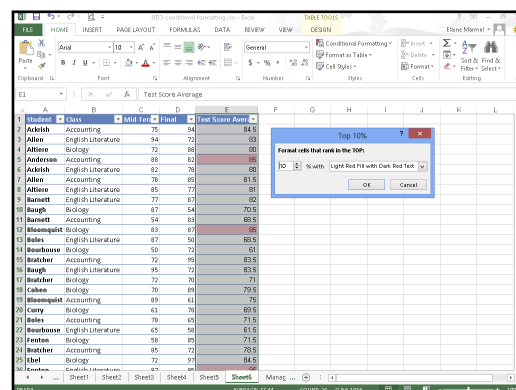 2013-conditional formatting.xlsx - Excel
TABLE TOOLS
FILE HOME INSERT PAGE LAYOUT FORMULAS DATA REVIEW VIEW DESIGN Elaine Marmel
Paste
Arial 10
General
Conditional Formatting
Format as Table
Cell Styles
Insert
Delete
Format
Sort & Find &
Filter Select
Clipboard Font Alignment Number Styles Cells Editing
E1 Test Score Average
A B C D E F G H I J K L
1 Student Class Mid-Term Final Test Score Avera
2 Ackrish Accounting 75 94 84.5
3 Allen English Literature 94 72 83
4 Altiere Biology 72 88 80
5 Anderson Accounting 88 82 85
6 Ackrish English Literature 82 78 80
7 Allen Accounting 78 85 81.5
8 Altiere English Literature 85 77 81
9 Barnett English Literature 77 87 82
10 Baugh Biology 87 54 70.5
11 Barnett Accounting 54 83 68.5
12 Bloomquist Biology 83 87 85
13 Boles Accounting 87 50 68.5
14 Bourbouse Biology 50 72 61
15 Bratcher Accounting 72 95 83.5
16 Baugh English Literature 95 72 83.5
17 Bratcher Biology 72 70 71
18 Cohen Biology 70 89 79.5
19 Bloomquist Accounting 89 61 75
20 Curry Biology 61 78 69.5
21 Boles Accounting 78 65 71.5
22 Bourbouse English Literature 65 58 61.5
23 Fenton Biology 58 85 71.5
24 Bratcher Accounting 85 72 78.5
25 Ebel Biology 72 97 84.5
Top 10%
Format cells that rank in the TOP:
10 % with Light Red Fill with Dark Red Text
OK Cancel
... Sheet1 Sheet2 Sheet3 Sheet4 Sheet5 Sheet6 Manag ...